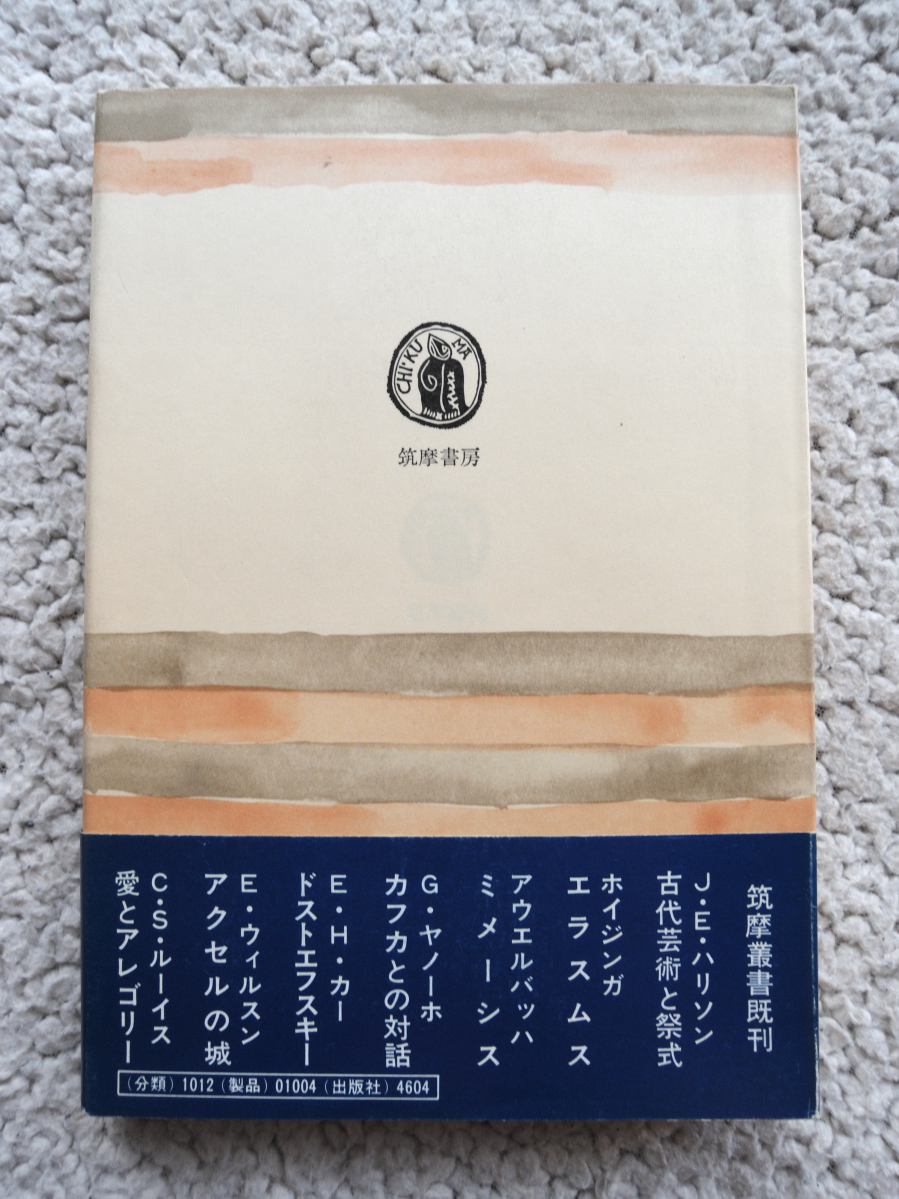 CHI'KUMA
筑摩書房
筑摩叢書既刊
J・E・ハリソン
古代芸術と祭式
ホイジンガ
エラスムス
アウエルバッハ
ミメーシス
G・ヤノーホ
カフカとの対話
E・H・カー
ドストエフスキー
E・ウィルスン
アクセルの城
C・S・ルーイス
愛とアレゴリー
(分類) 1012 (製品) 01004 (出版社) 4604